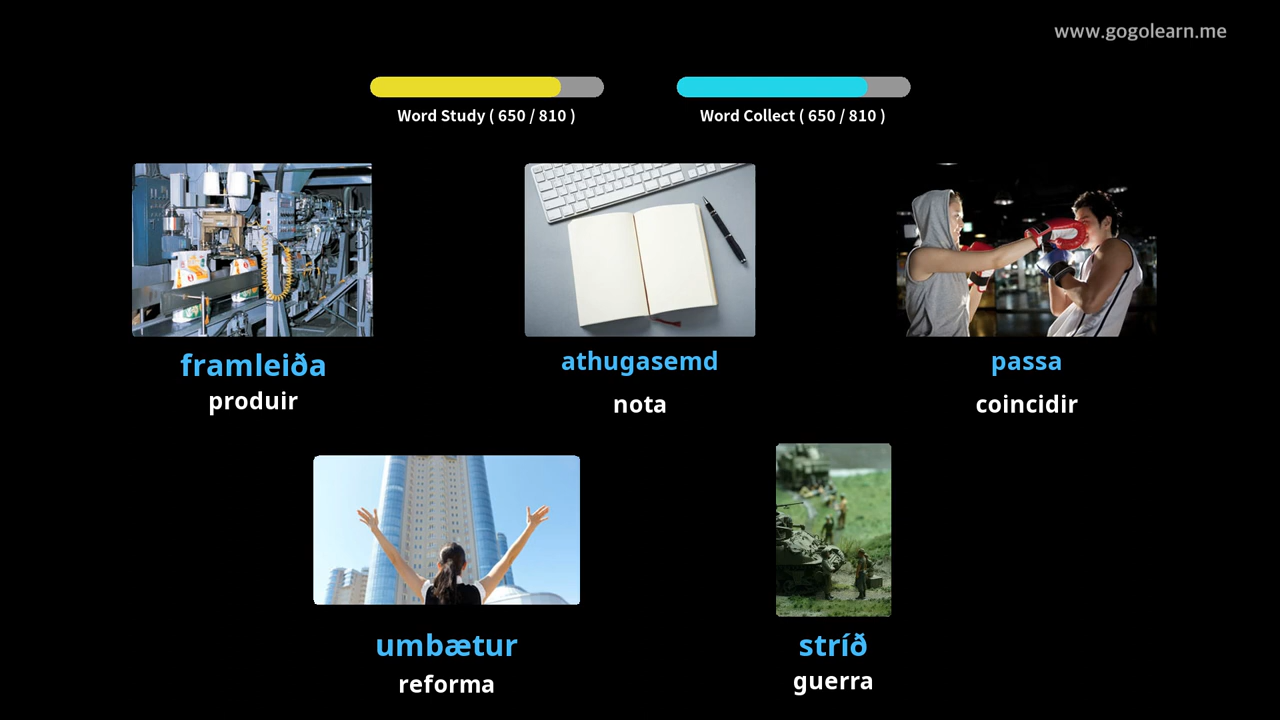 www.gogolearn.me
Word Study ( 650 / 810 )
Word Collect ( 650 / 810 )
framleiða
produir
athugasemd
nota
passa
coincidir
umbætur
reforma
stríð
guerra